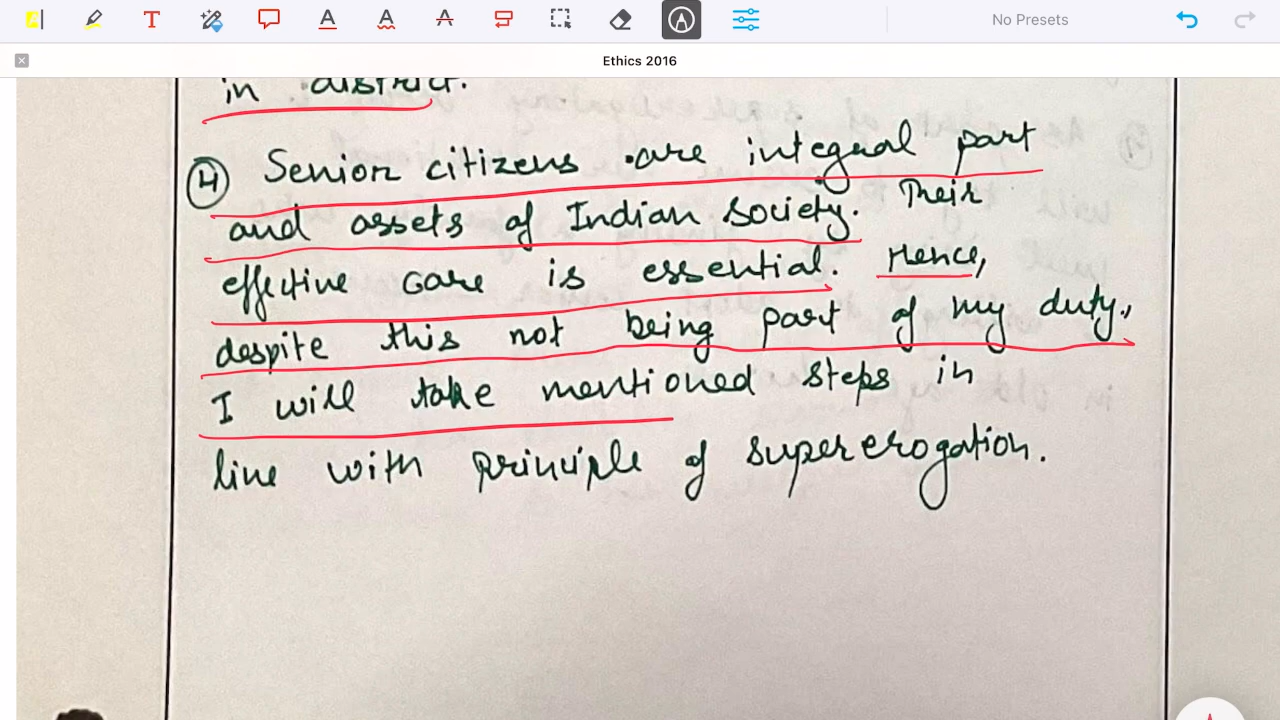 No Presets
Ethics 2016
in district.
4 Senior citizens are integral part
and assets of Indian society. Their
effective care is essential. Hence,
despite this not being part of my duty,
I will take mentioned steps in
line with principle of supererogation.